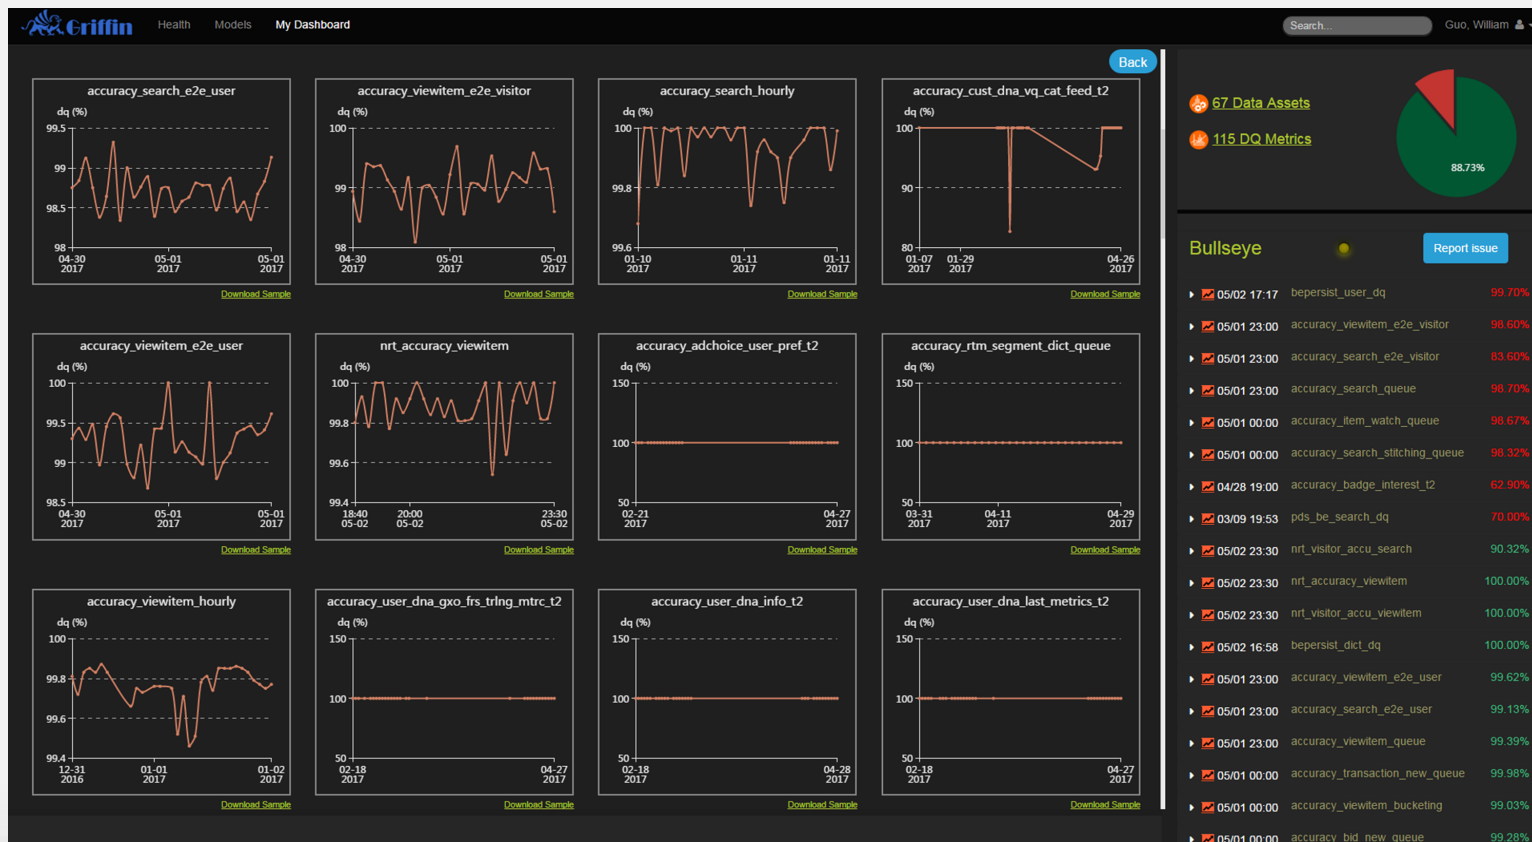 Griffin Health Models My Dashboard Search... Guo, William
Back
accuracy_search_e2e_user
dq (%)
99.5
99
98.5
98
04-30 2017
05-01 2017
05-01 2017
Download Sample
accuracy_viewitem_e2e_visitor
dq (%)
100
99
98
04-30 2017
05-01 2017
05-01 2017
Download Sample
accuracy_search_hourly
dq (%)
100
99.8
99.6
01-10 2017
01-11 2017
01-11 2017
Download Sample
accuracy_cust_dna_vq_cat_feed_t2
dq (%)
100
90
80
01-07 2017
01-29 2017
04-26 2017
Download Sample
accuracy_viewitem_e2e_user
dq (%)
100
99.5
99
98.5
04-30 2017
05-01 2017
05-01 2017
Download Sample
nrt_accuracy_viewitem
dq (%)
100
99.8
99.6
99.4
18:40 05-02
20:00 05-02
23:30 05-02
Download Sample
accuracy_adchoice_user_pref_t2
dq (%)
150
100
50
02-21 2017
04-27 2017
Download Sample
accuracy_rtm_segment_dict_queue
dq (%)
150
100
50
03-31 2017
04-11 2017
04-29 2017
Download Sample
accuracy_viewitem_hourly
dq (%)
100
99.8
99.6
99.4
12-31 2016
01-01 2017
01-02 2017
Download Sample
accuracy_user_dna_gxo_frs_trlng_mtrc_t2
dq (%)
150
100
50
02-18 2017
04-27 2017
Download Sample
accuracy_user_dna_info_t2
dq (%)
150
100
50
02-18 2017
04-28 2017
Download Sample
accuracy_user_dna_last_metrics_t2
dq (%)
150
100
50
02-18 2017
04-27 2017
Download Sample
67 Data Assets
115 DQ Metrics
88.73%
Bullseye Report issue
05/02 17:17 bepersist_user_dq 99.70%
05/01 23:00 accuracy_viewitem_e2e_visitor 98.60%
05/01 23:00 accuracy_search_e2e_visitor 83.60%
05/01 23:00 accuracy_search_queue 98.70%
05/01 00:00 accuracy_item_watch_queue 98.67%
05/01 00:00 accuracy_search_stitching_queue 98.32%
04/28 19:00 accuracy_badge_interest_t2 62.90%
03/09 19:53 pds_be_search_dq 70.00%
05/02 23:30 nrt_visitor_accu_search 90.32%
05/02 23:30 nrt_accuracy_viewitem 100.00%
05/02 23:30 nrt_visitor_accu_viewitem 100.00%
05/02 16:58 bepersist_dict_dq 100.00%
05/01 23:00 accuracy_viewitem_e2e_user 99.62%
05/01 23:00 accuracy_search_e2e_user 99.13%
05/01 23:00 accuracy_viewitem_queue 99.39%
05/01 00:00 accuracy_transaction_new_queue 99.98%
05/01 00:00 accuracy_viewitem_bucketing 99.03%
05/01 00:00 accuracy_bid_new_queue 99.28%